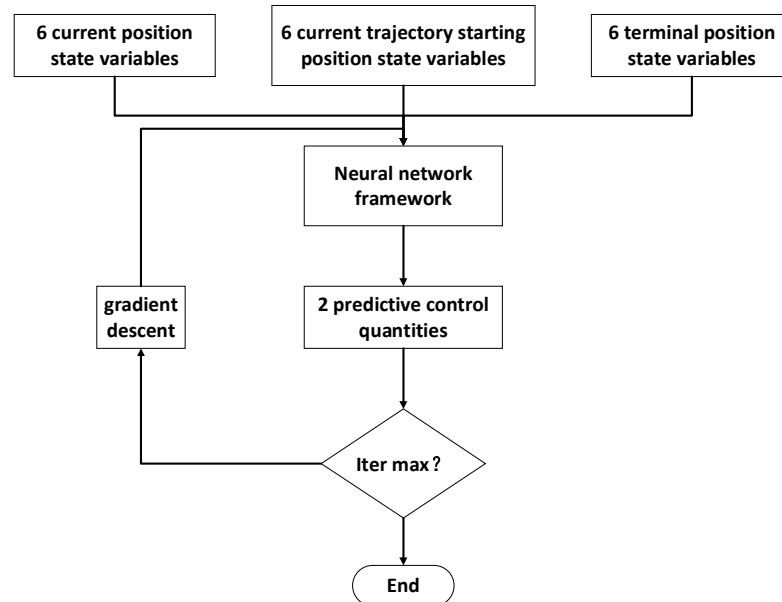 6 current position
state variables
6 current trajectory starting
position state variables
6 terminal position
state variables
Neural network
framework
gradient
descent
2 predictive control
quantities
Iter max？
End